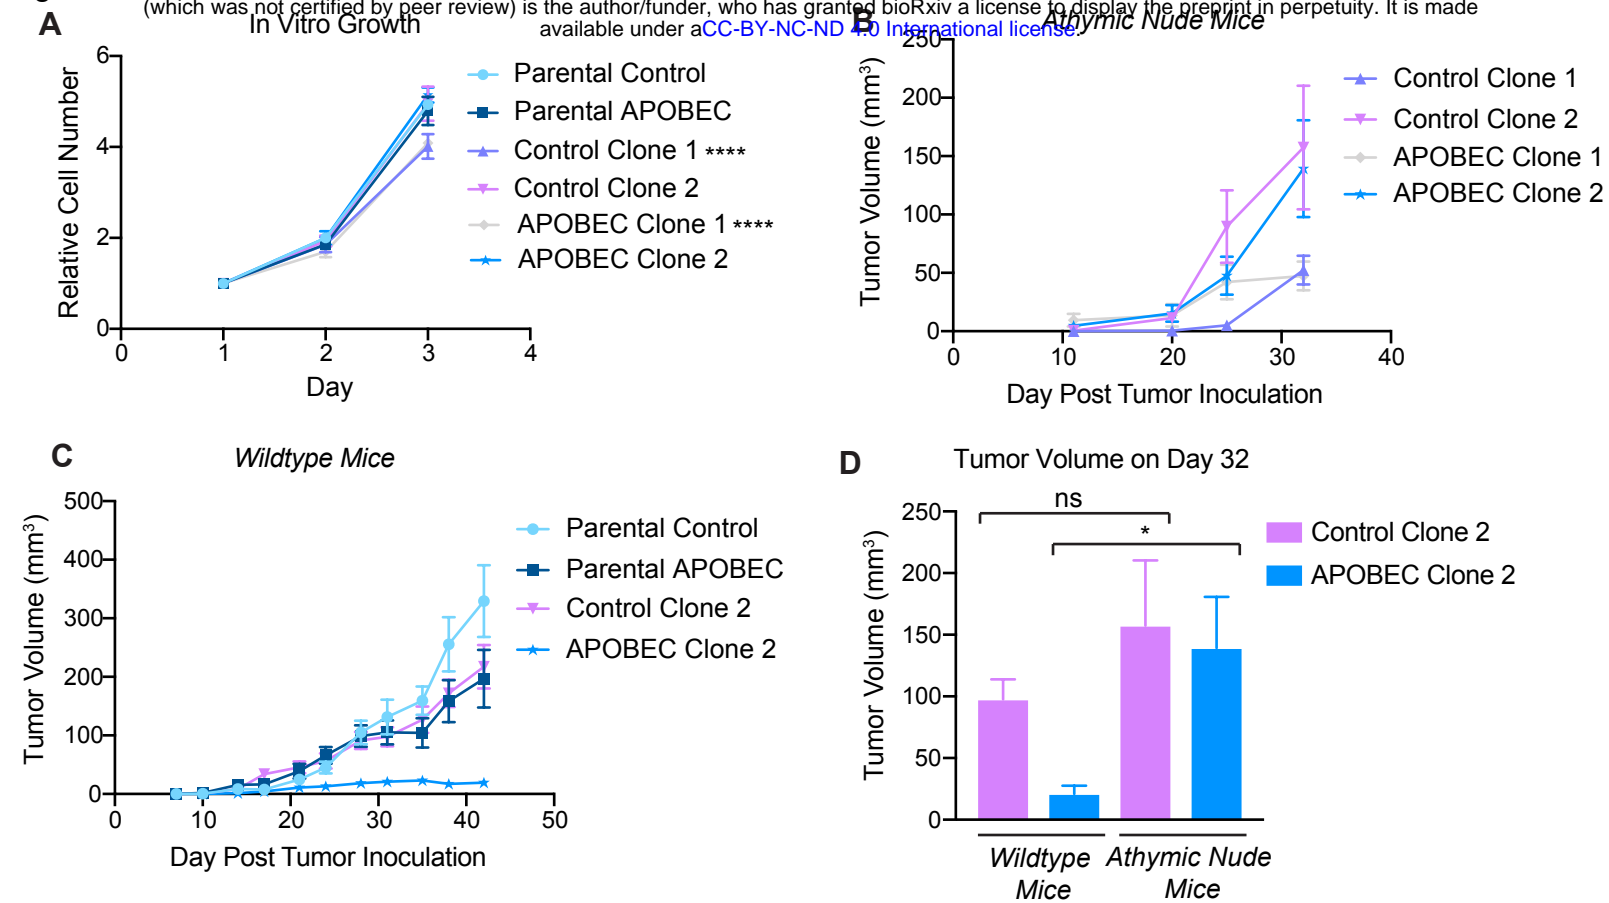 (which was not certified by peer review) is the author/funder, who has granted bioRxiv a license to display the preprint in perpetuity. It is made
available under aCC-BY-NC-ND 4.0 International license.
A
In Vitro Growth
Relative Cell Number
6
4
2
0
0 1 2 3 4
Day
Parental Control
Parental APOBEC
Control Clone 1 ****
Control Clone 2
APOBEC Clone 1 ****
APOBEC Clone 2
B
Athymic Nude Mice
Tumor Volume (mm³)
250
200
150
100
50
0
0 10 20 30 40
Day Post Tumor Inoculation
Control Clone 1
Control Clone 2
APOBEC Clone 1
APOBEC Clone 2
C
Wildtype Mice
Tumor Volume (mm³)
500
400
300
200
100
0
0 10 20 30 40 50
Day Post Tumor Inoculation
Parental Control
Parental APOBEC
Control Clone 2
APOBEC Clone 2
D
Tumor Volume on Day 32
ns
*
Tumor Volume (mm³)
250
200
150
100
50
0
Wildtype
Mice
Athymic Nude
Mice
Control Clone 2
APOBEC Clone 2